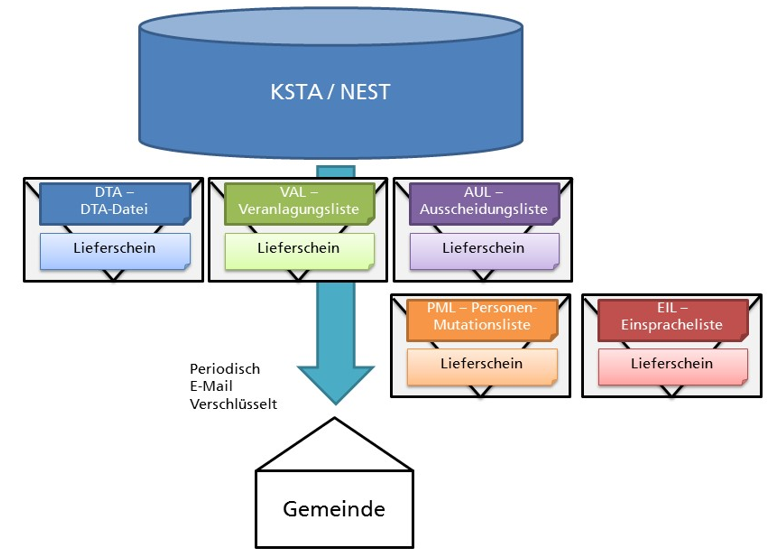 KSTA / NEST
DTA –
DTA-Datei
Lieferschein
VAL –
Veranlagungsliste
Lieferschein
AUL –
Ausscheidungsliste
Lieferschein
PML – Personen-
Mutationsliste
Lieferschein
EIL –
Einspracheliste
Lieferschein
Periodisch
E-Mail
Verschlüsselt
Gemeinde